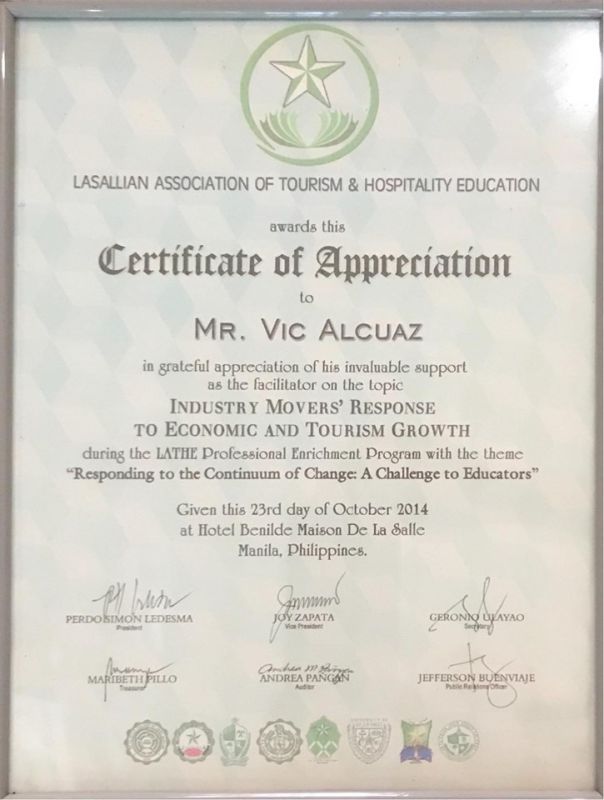 LASALLIAN ASSOCIATION OF TOURISM & HOSPITALITY EDUCATION
awards this
Certificate of Appreciation
to
MR. VIC ALCUAZ
in grateful appreciation of his invaluable support
as the facilitator on the topic
INDUSTRY MOVERS' RESPONSE
TO ECONOMIC AND TOURISM GROWTH
during the LATHE Professional Enrichment Program with the theme
"Responding to the Continuum of Change: A Challenge to Educators"
Given this 23rd day of October 2014
at Hotel Benilde Maison De La Salle
Manila, Philippines.
PERDO SIMON LEDESMA JOY ZAPATA GERONIO ULAYAO
President Vice President Secretary
MARIBETH PILLO ANDREA PANGAN JEFFERSON BUENVIAJE
Treasurer Auditor Public Relations Officer